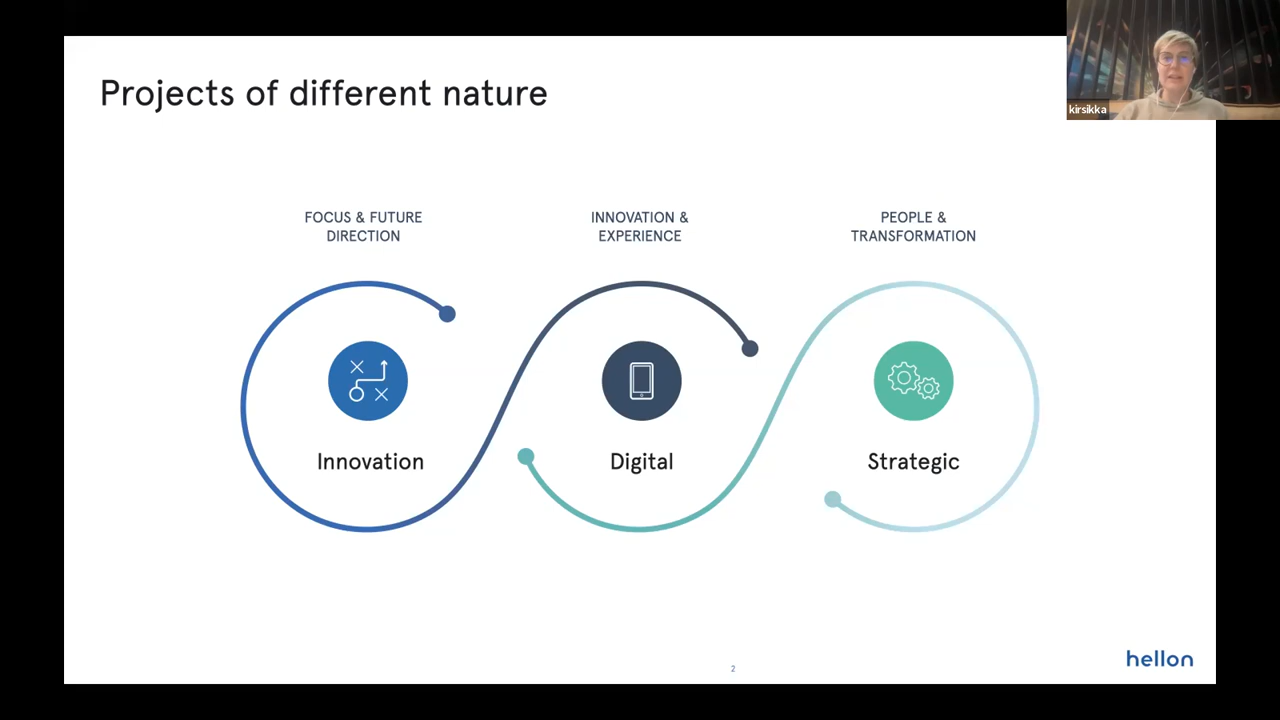 Projects of different nature
kirsikka
FOCUS & FUTURE
DIRECTION
INNOVATION &
EXPERIENCE
PEOPLE &
TRANSFORMATION
Innovation
Digital
Strategic
hellon
2